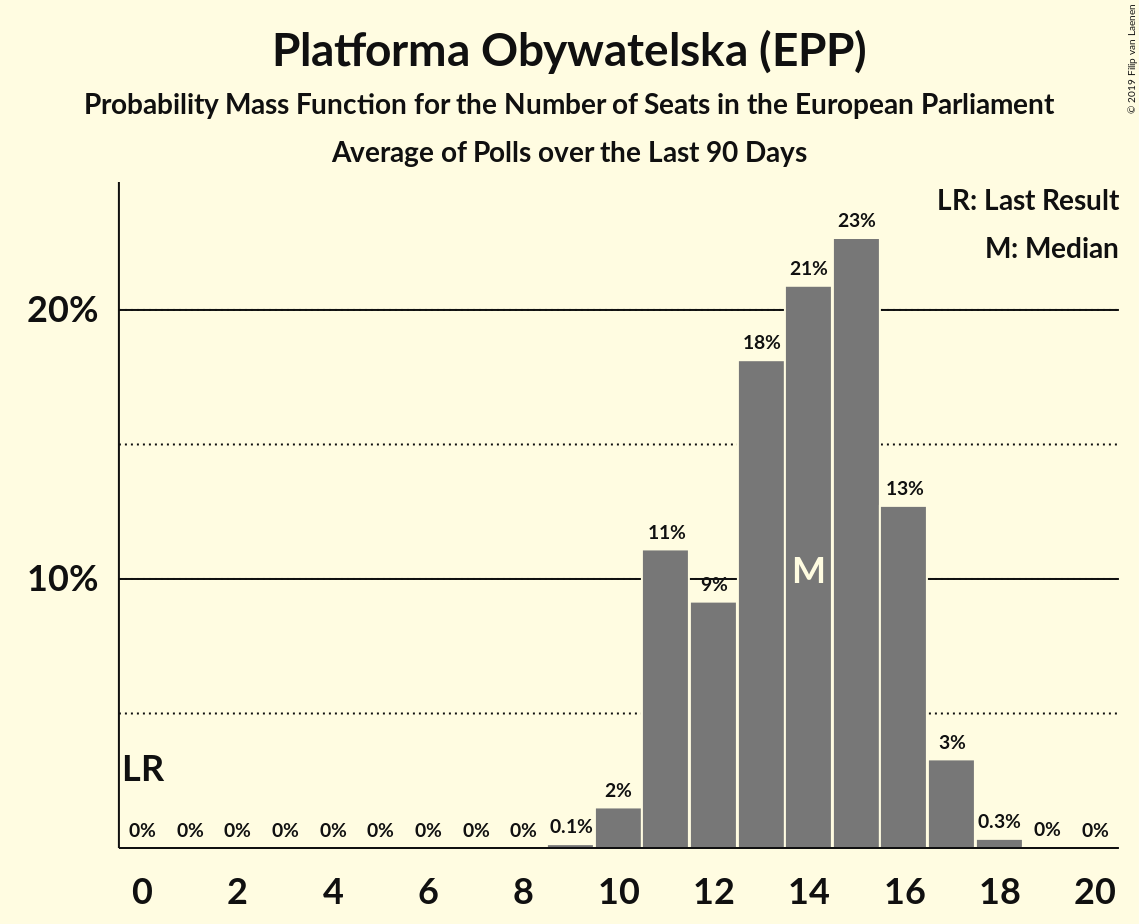 Platforma Obywatelska (EPP)
Probability Mass Function for the Number of Seats in the European Parliament
Average of Polls over the Last 90 Days
© 2019 Filip van Laenen
LR: Last Result
M: Median
20%
10%
LR
M
0% 0% 0% 0% 0% 0% 0% 0% 0% 0.1% 2% 11% 9% 18% 21% 23% 13% 3% 0.3% 0% 0%
0 2 4 6 8 10 12 14 16 18 20